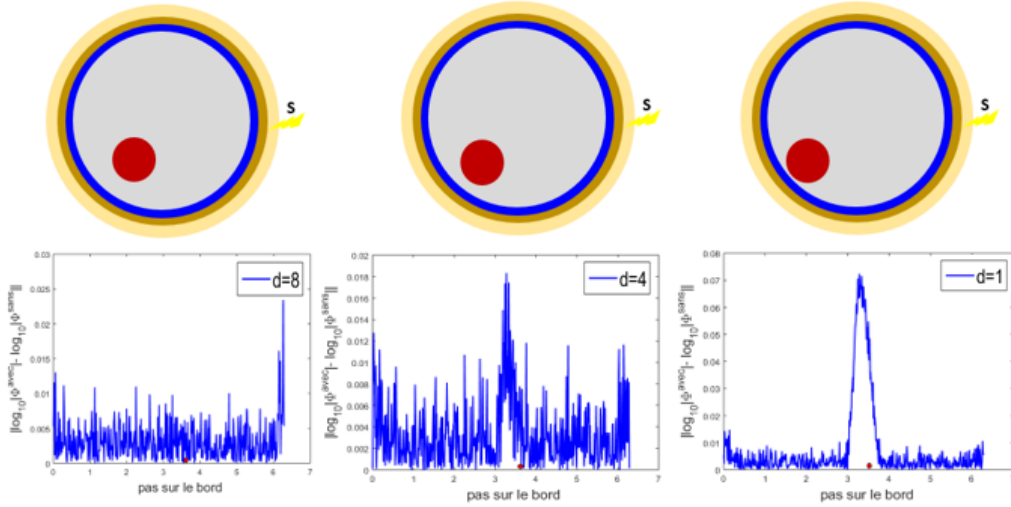 S
S
S
d=8
|log10|Φavec|- log10|Φsans||
0.03
0.025
0.02
0.015
0.01
0.005
0
0 1 2 3 4 5 6 7
pas sur le bord
d=4
|log10|Φavec|- log10|Φsans||
0.02
0.018
0.016
0.014
0.012
0.01
0.008
0.006
0.004
0.002
0
0 1 2 3 4 5 6 7
pas sur le bord
d=1
|log10|Φavec|- log10|Φsans||
0.08
0.07
0.06
0.05
0.04
0.03
0.02
0.01
0
0 1 2 3 4 5 6 7
pas sur le bord